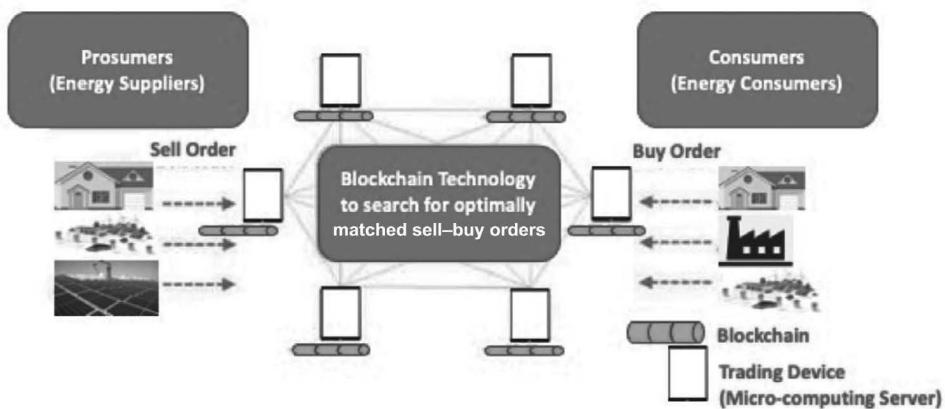 Prosumers
(Energy Suppliers)
Consumers
(Energy Consumers)
Sell Order
Buy Order
Blockchain Technology
to search for optimally
matched sell–buy orders
Blockchain
Trading Device
(Micro-computing Server)